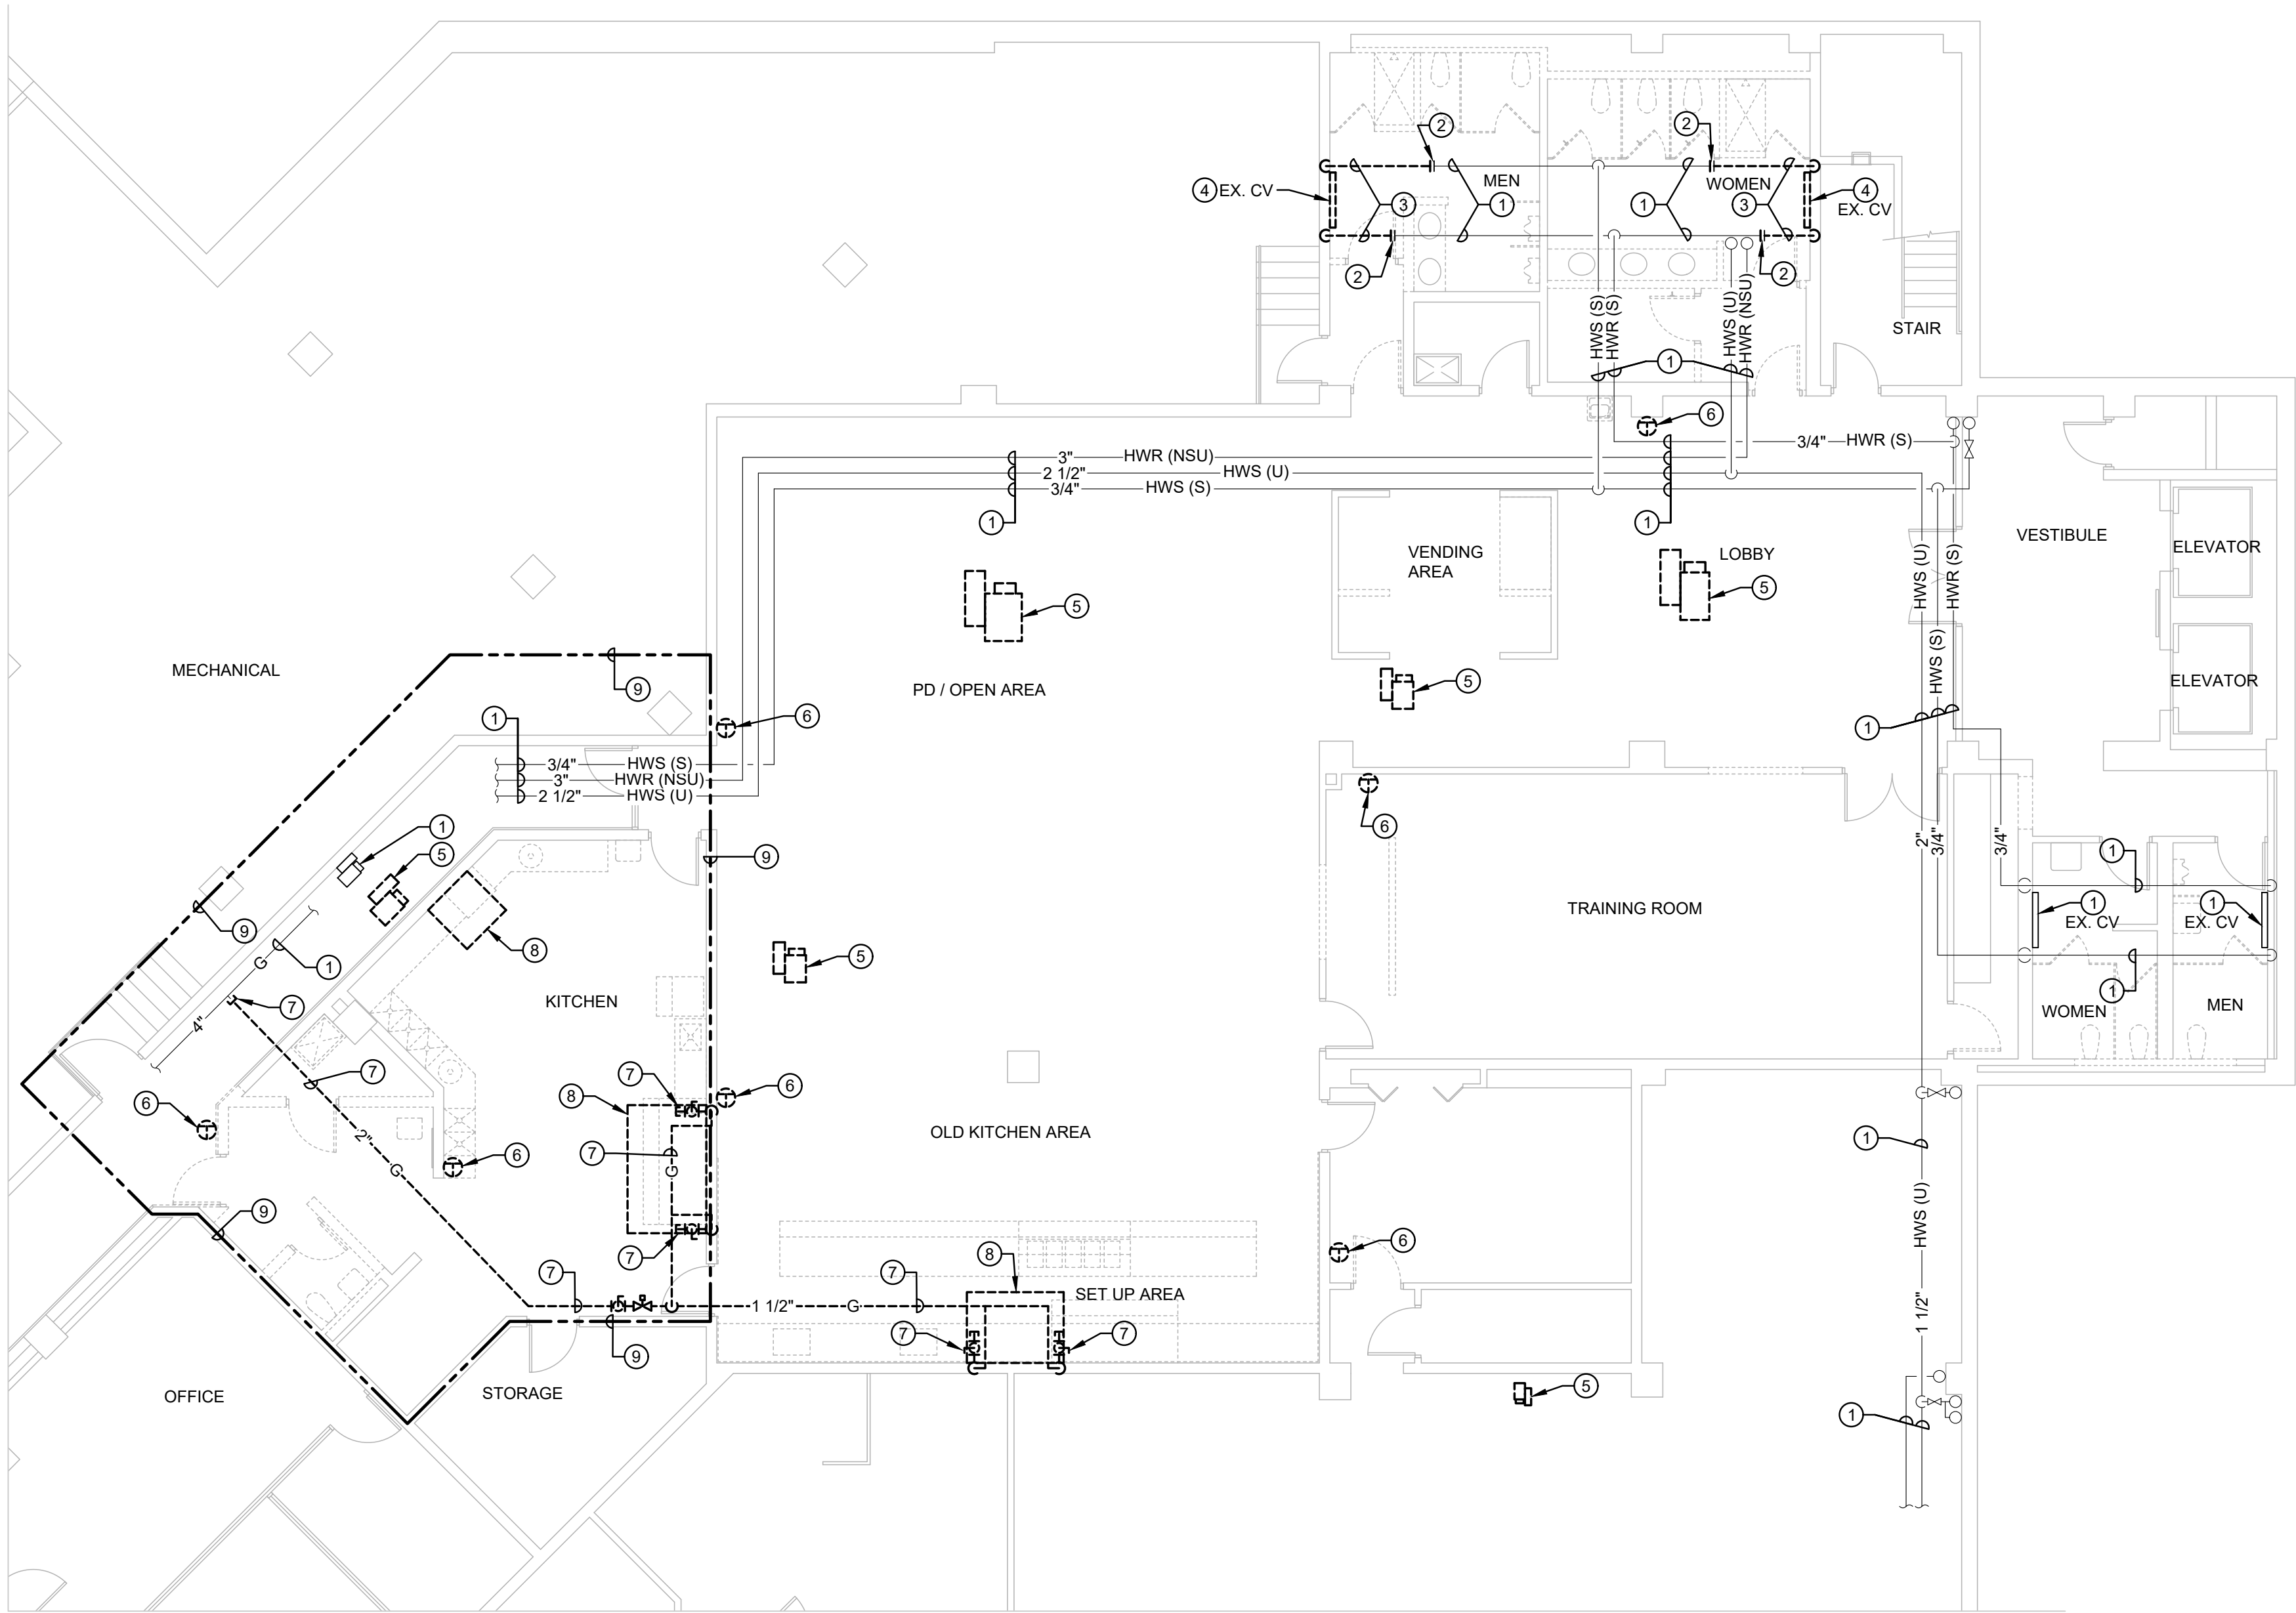 2
2
MEN
WOMEN
4 EX. CV
3
1
1
3
4
EX. CV
2
2
HWS (S)
HWR (S)
HWS (U)
HWR (NSU)
STAIR
1
6
3/4" HWR (S)
3" HWR (NSU)
2 1/2" HWS (U)
3/4" HWS (S)
1
1
VESTIBULE
ELEVATOR
VENDING
AREA
LOBBY
5
5
HWS (U)
HWR (S)
HWS (S)
MECHANICAL
9
PD / OPEN AREA
5
ELEVATOR
1
6
1
3/4" HWS (S)
3" HWR (NSU)
2 1/2" HWS (U)
1
5
6
9
2"
3/4"
3/4"
1
TRAINING ROOM
1
EX. CV
1
EX. CV
9
8
5
G
1
1
KITCHEN
7
4"
WOMEN
MEN
7
7
6
8
6
OLD KITCHEN AREA
2"
G
6
7
G
1
9
7
HWS (U)
6
7
7
8
SET UP AREA
1 1/2" G
1 1/2"
7
7
9
OFFICE
STORAGE
5
1